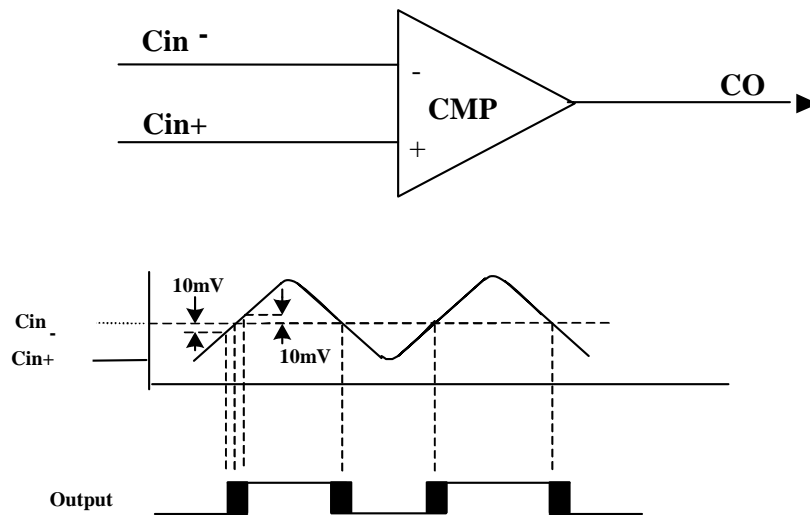 Cin -
CO
-
CMP
Cin+
+
10mV
Cin -
Cin+
10mV
Output